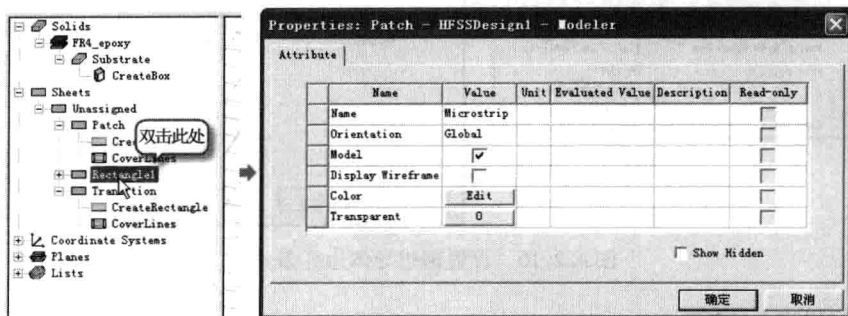 Solids
FR4_epoxy
Substrate
CreateBox
Sheets
Unassigned
Patch
双击此处
CoverLines
Rectangle1
CreateRectangle
CoverLines
Coordinate Systems
Planes
Lists
Properties: Patch - HFSSDesign1 - Modeler
Attribute
Name Value Unit Evaluated Value Description Read-only
Name Microstrip
Orientation Global
Model
Display Wireframe
Color Edit
Transparent 0
Show Hidden
确定 取消